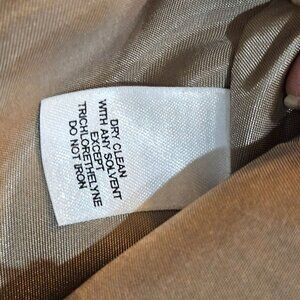 DRY CLEAN
WITH ANY SOLVENT
EXCEPT
TRICHLORETHELYNE
DO NOT IRON